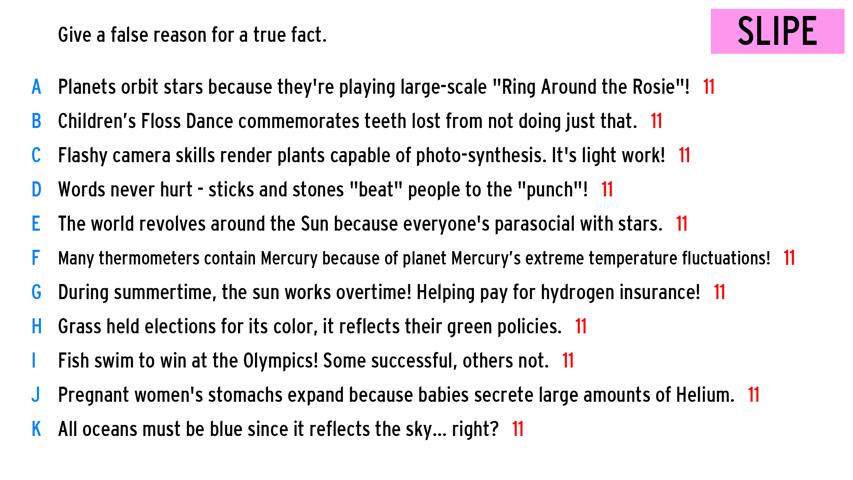 Give a false reason for a true fact.
SLIPE
A Planets orbit stars because they're playing large-scale "Ring Around the Rosie"! 11
B Children’s Floss Dance commemorates teeth lost from not doing just that. 11
C Flashy camera skills render plants capable of photo-synthesis. It's light work! 11
D Words never hurt - sticks and stones "beat" people to the "punch"! 11
E The world revolves around the Sun because everyone's parasocial with stars. 11
F Many thermometers contain Mercury because of planet Mercury’s extreme temperature fluctuations! 11
G During summertime, the sun works overtime! Helping pay for hydrogen insurance! 11
H Grass held elections for its color, it reflects their green policies. 11
I Fish swim to win at the Olympics! Some successful, others not. 11
J Pregnant women's stomachs expand because babies secrete large amounts of Helium. 11
K All oceans must be blue since it reflects the sky... right? 11